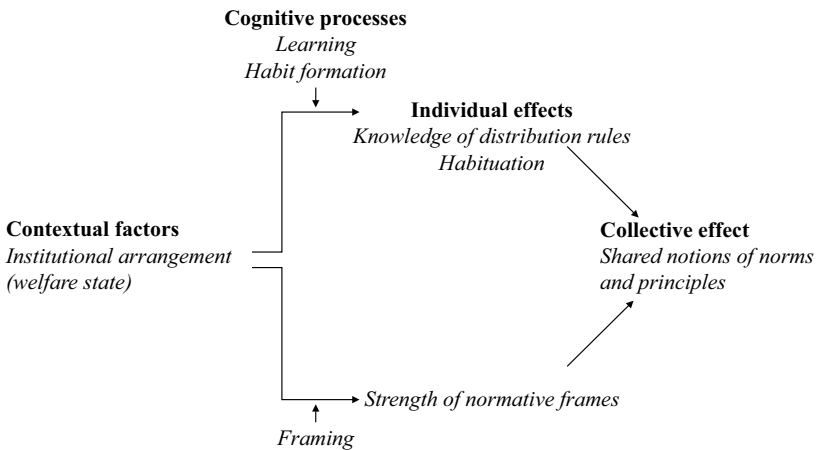 Cognitive processes
Learning
Habit formation
Individual effects
Knowledge of distribution rules
Habituation
Contextual factors
Institutional arrangement
(welfare state)
Collective effect
Shared notions of norms
and principles
Strength of normative frames
Framing